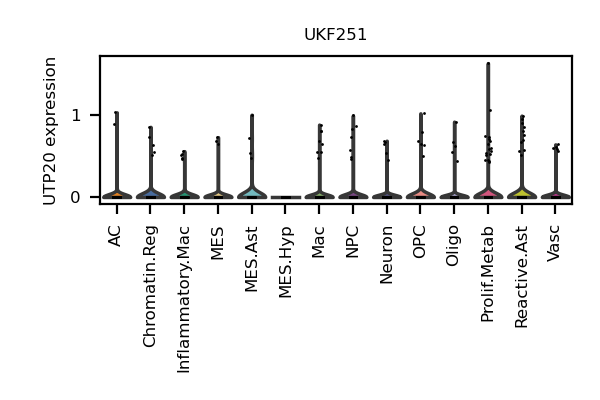 UKF251
UTP20 expression
1
0
AC
Chromatin.Reg
Inflammatory.Mac
MES
MES.Ast
MES.Hyp
Mac
NPC
Neuron
OPC
Oligo
Prolif.Metab
Reactive.Ast
Vasc